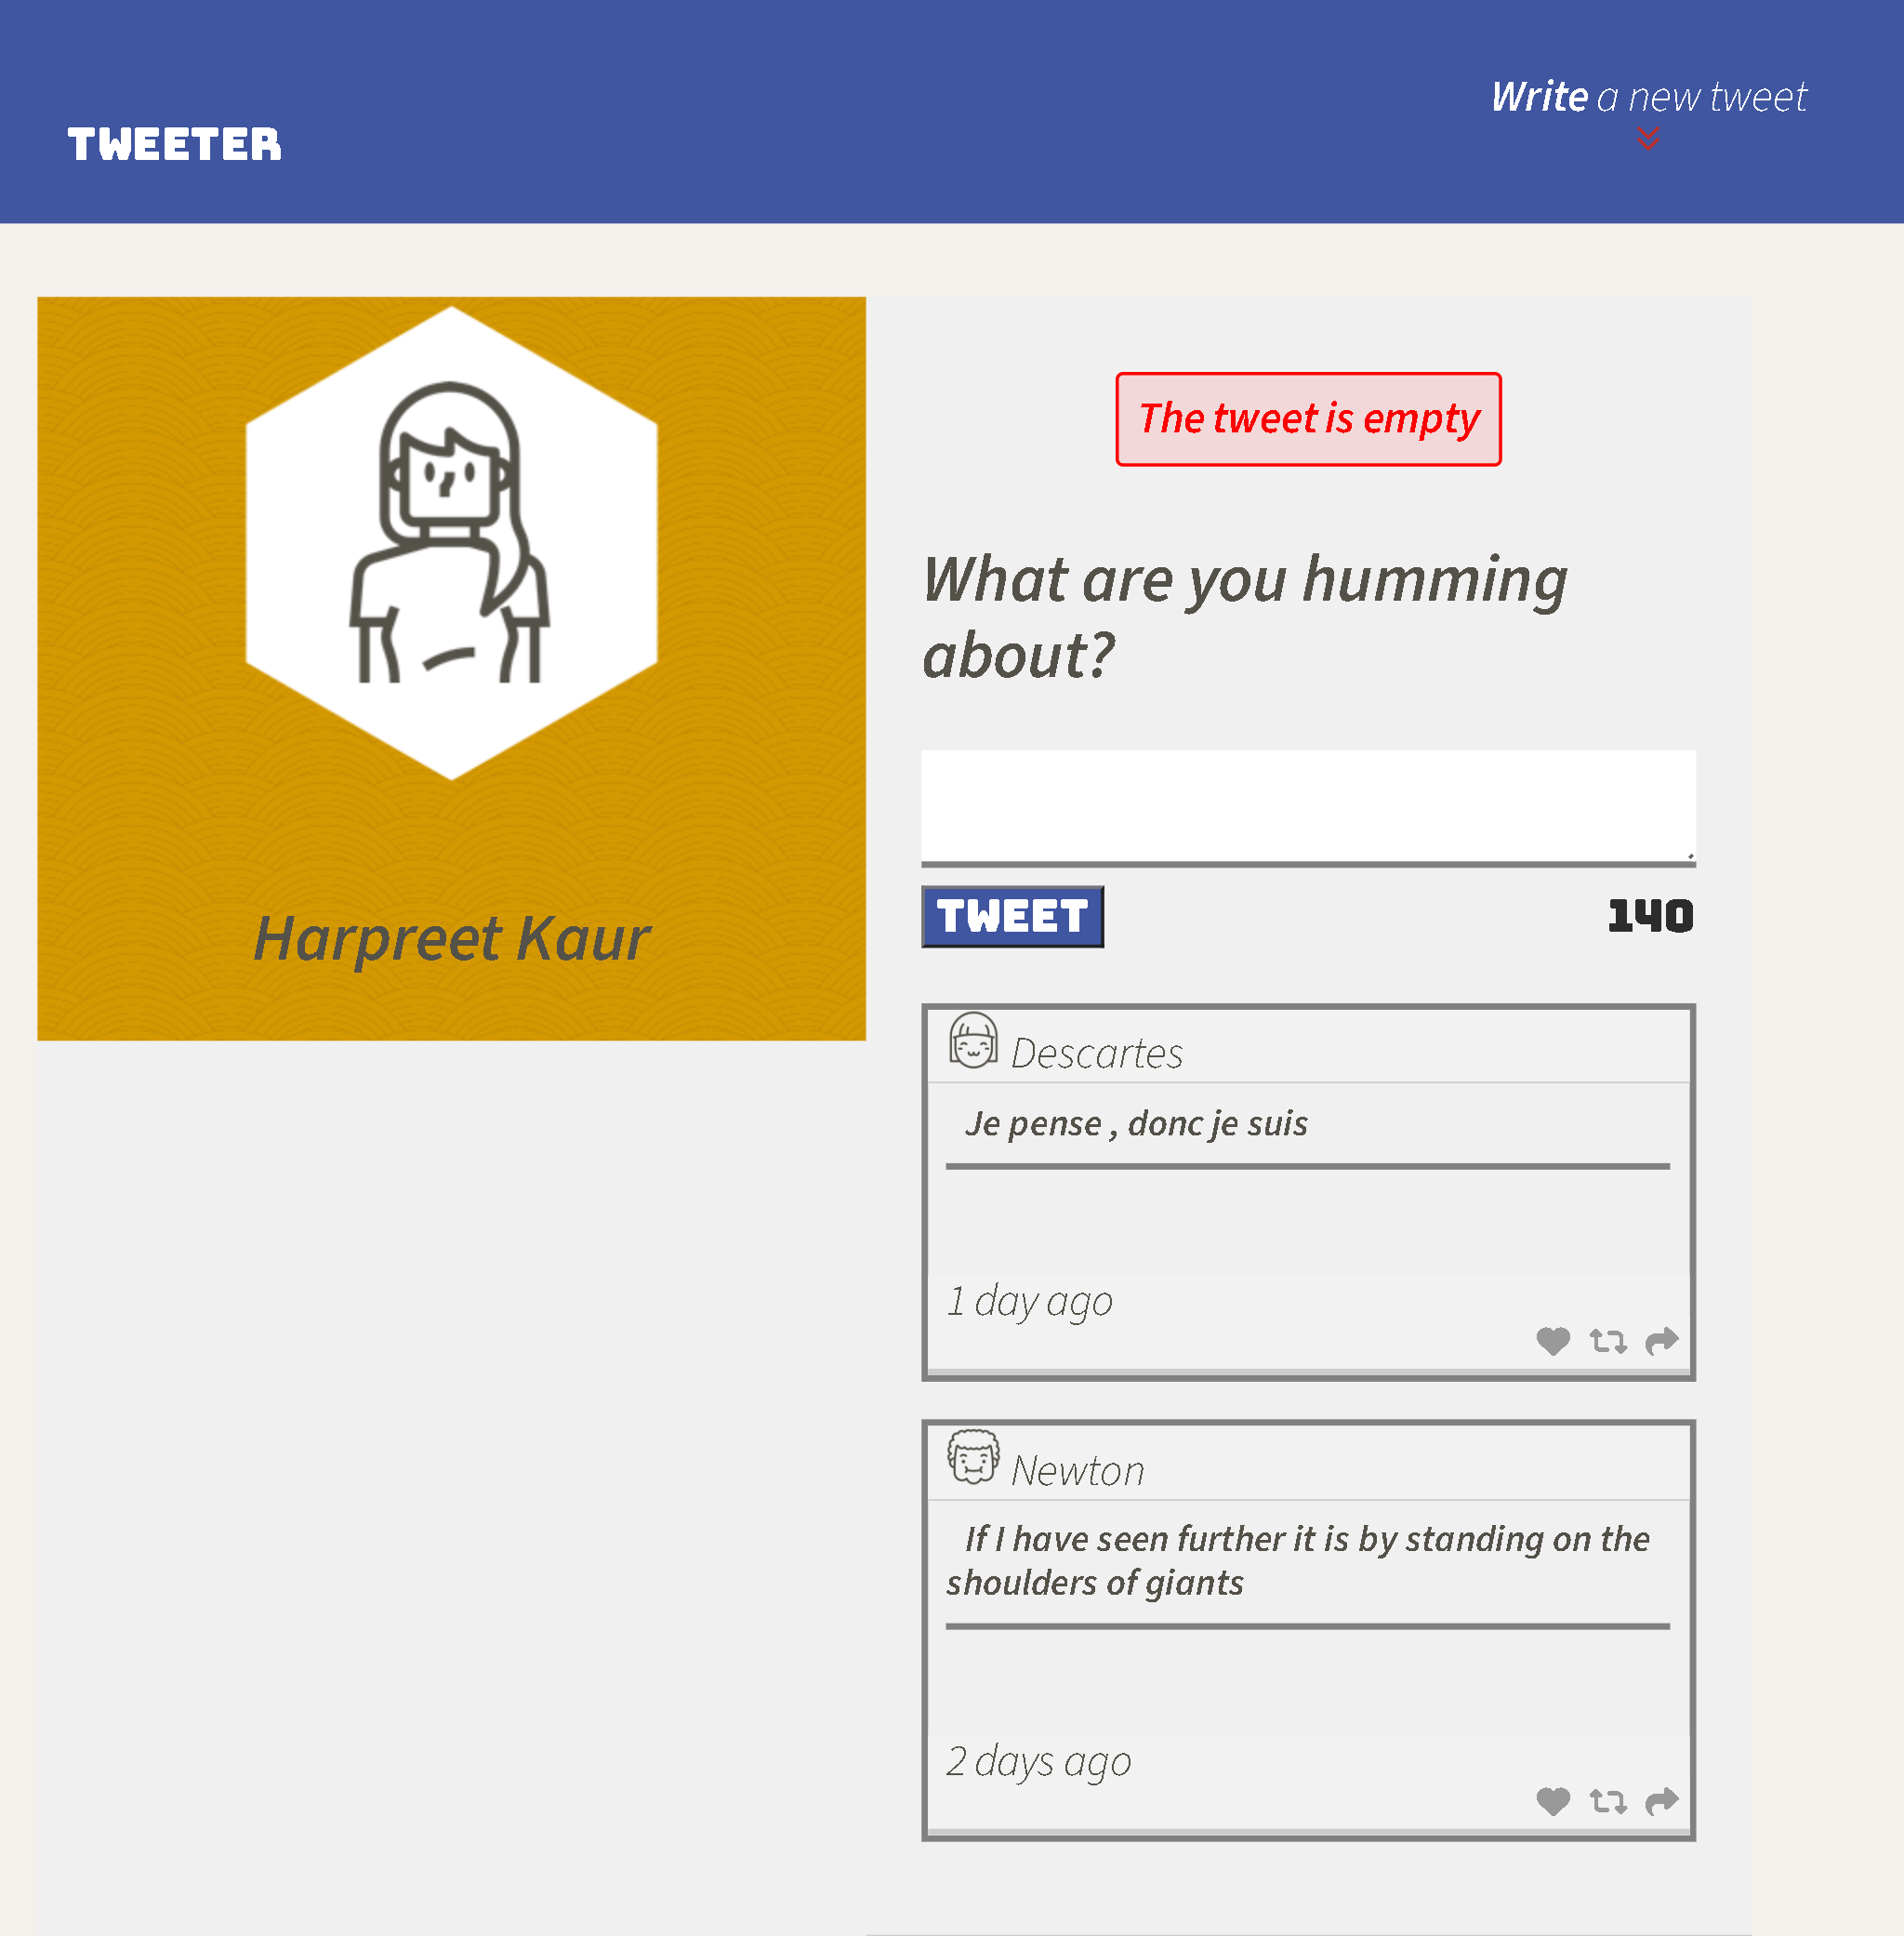 TWEETER
Write a new tweet
Harpreet Kaur
The tweet is empty
What are you humming
about?
TWEET
140
Descartes
Je pense , donc je suis
1 day ago
Newton
If I have seen further it is by standing on the
shoulders of giants
2 days ago